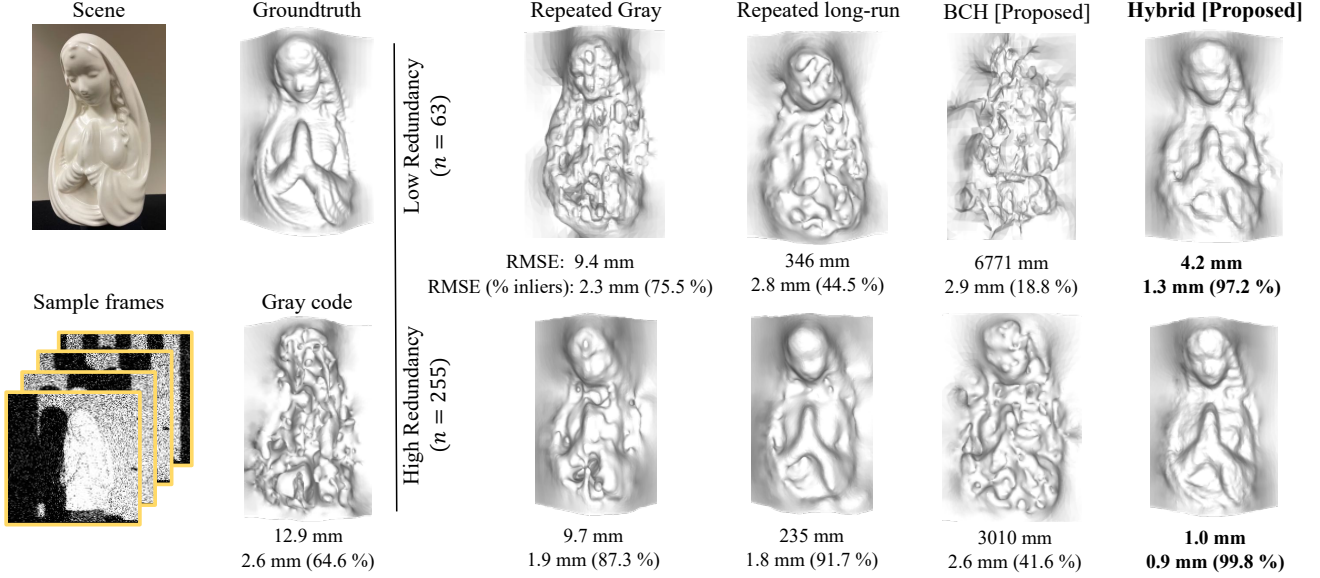 Scene
Groundtruth
Repeated Gray
Repeated long-run
BCH [Proposed]
Hybrid [Proposed]
Low Redundancy
(n = 63)
RMSE: 9.4 mm
346 mm
6771 mm
4.2 mm
RMSE (% inliers): 2.3 mm (75.5 %)
2.8 mm (44.5 %)
2.9 mm (18.8 %)
1.3 mm (97.2 %)
Sample frames
Gray code
High Redundancy
(n = 255)
12.9 mm
9.7 mm
235 mm
3010 mm
1.0 mm
2.6 mm (64.6 %)
1.9 mm (87.3 %)
1.8 mm (91.7 %)
2.6 mm (41.6 %)
0.9 mm (99.8 %)